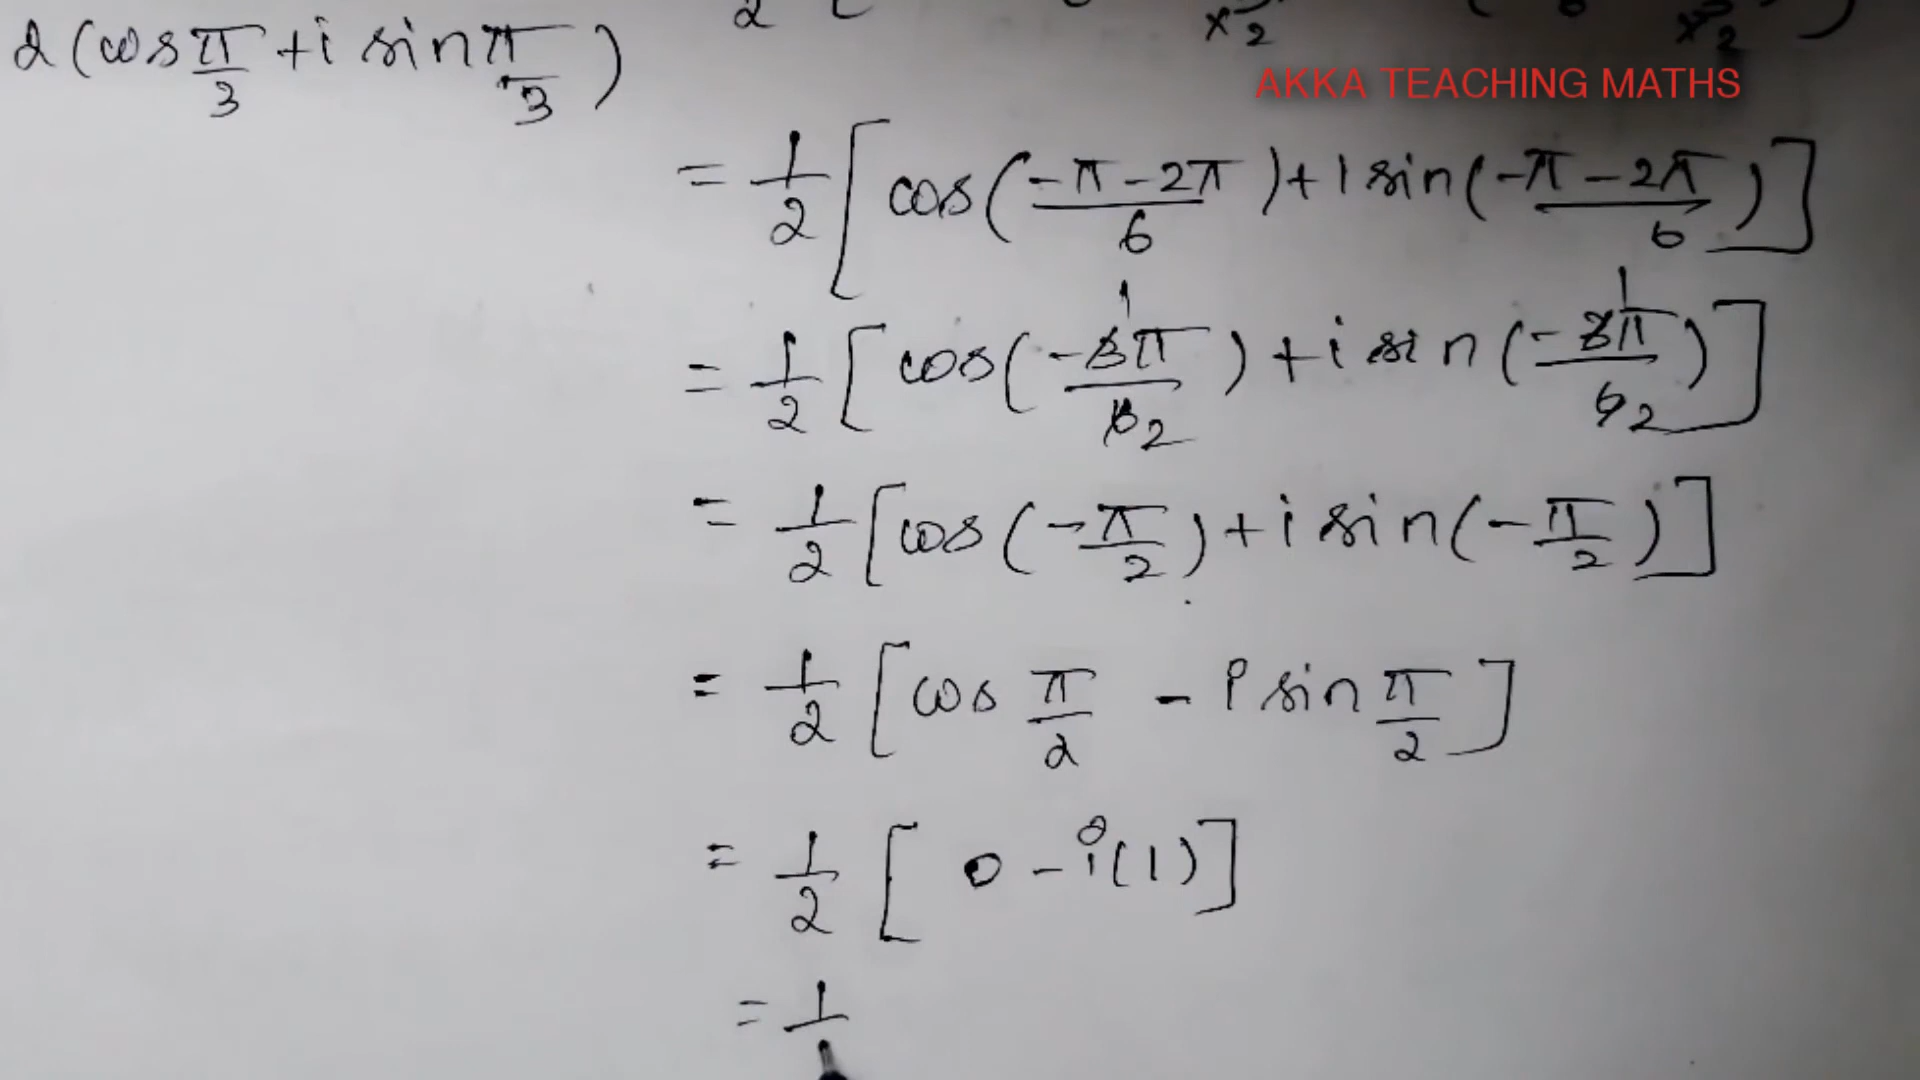 2(cos π/3 + i sin π/3)
AKKA TEACHING MATHS
= 1/2 [cos(-π-2π/6) + i sin(-π-2π/6)]
= 1/2 [cos(-3π/6 2) + i sin(-3π/6 2)]
= 1/2 [cos(-π/2) + i sin(-π/2)]
= 1/2 [cos π/2 - i sin π/2]
= 1/2 [0 - i(1)]
= 1